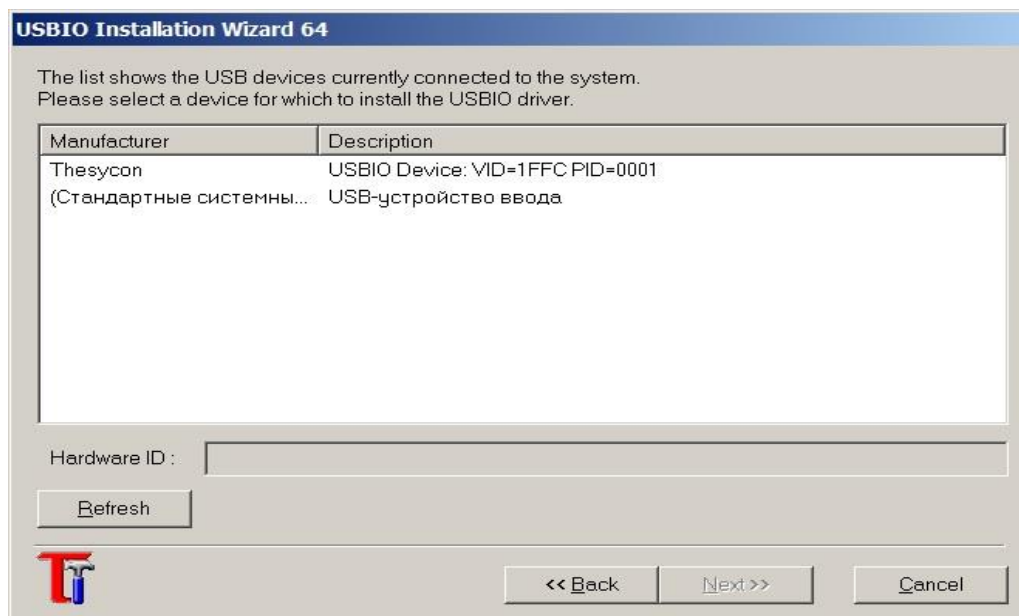 USBIO Installation Wizard 64
The list shows the USB devices currently connected to the system.
Please select a device for which to install the USBIO driver.
Manufacturer Description
Thesycon USBIO Device: VID=1FFC PID=0001
(Стандартные системны... USB-устройство ввода
Hardware ID :
Refresh
<< Back Next >> Cancel